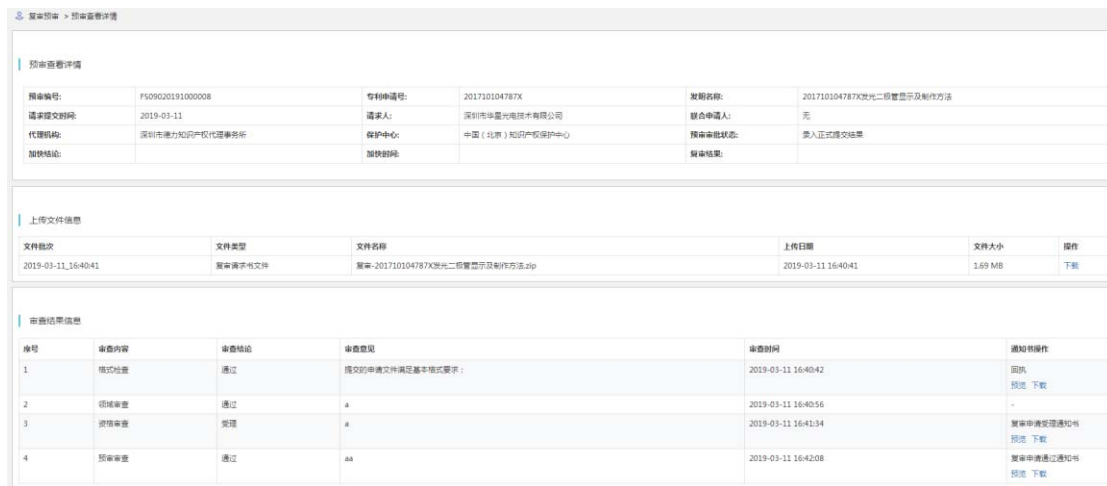 复审预审 > 预审查看详情
预审查看详情
预审编号: FS09020191000008 专利申请号: 201710104787X 发明名称: 201710104787X发光二极管显示及制作方法
请求提交时间: 2019-03-11 请求人: 深圳市华星光电技术有限公司 联合申请人: 无
代理机构: 深圳市德力知识产权代理事务所 保护中心: 中国(北京)知识产权保护中心 预审审批状态: 录入正式提交结果
加快结论: 加快时间: 复审结果:
上传文件信息
文件批次 文件类型 文件名称 上传日期 文件大小 操作
2019-03-11_16:40:41 复审请求书文件 复审-201710104787X发光二极管显示及制作方法.zip 2019-03-11 16:40:41 1.69 MB 下载
审查结果信息
序号 审查内容 审查结论 审查意见 审查时间 通知书操作
1 格式检查 通过 提交的申请文件满足基本格式要求: 2019-03-11 16:40:42 回执
预览 下载
2 领域审查 通过 a 2019-03-11 16:40:56 -
3 资格审查 受理 a 2019-03-11 16:41:34 复审申请受理通知书
预览 下载
4 预审审查 通过 aa 2019-03-11 16:42:08 复审申请通过通知书
预览 下载